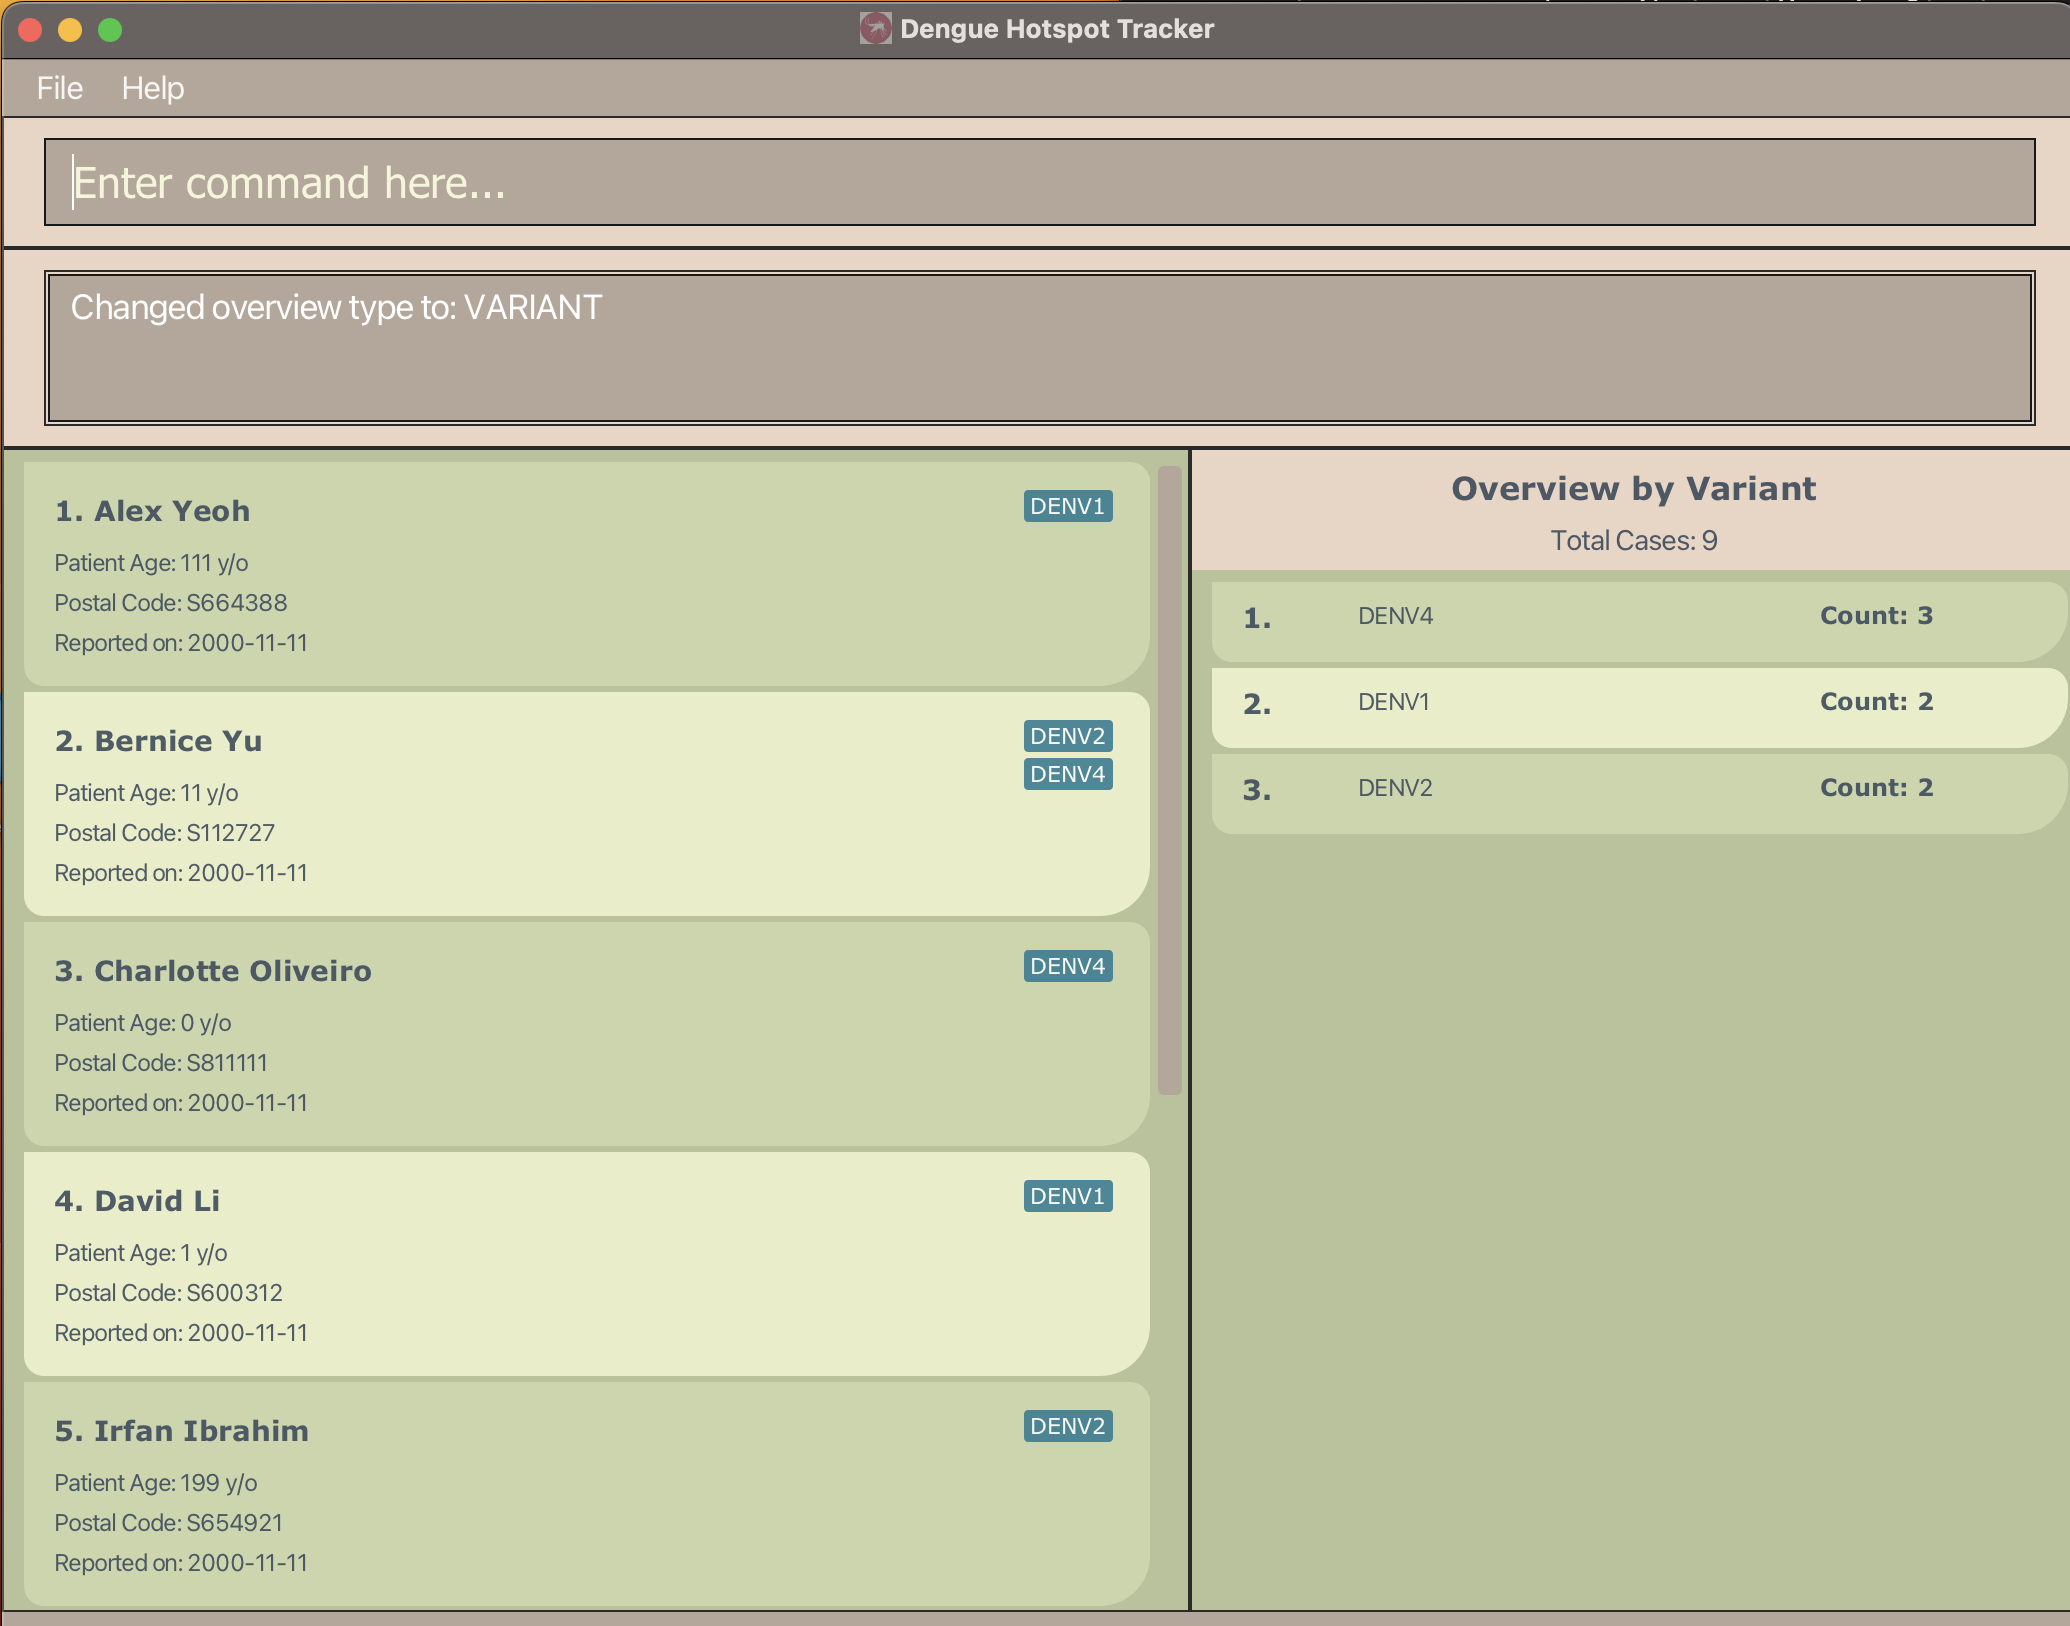 Dengue Hotspot Tracker
File Help
Enter command here...
Changed overview type to: VARIANT
1. Alex Yeoh
DENV1
Patient Age: 111 y/o
Postal Code: S664388
Reported on: 2000-11-11
2. Bernice Yu
DENV2
DENV4
Patient Age: 11 y/o
Postal Code: S112727
Reported on: 2000-11-11
3. Charlotte Oliveiro
DENV4
Patient Age: 0 y/o
Postal Code: S811111
Reported on: 2000-11-11
4. David Li
DENV1
Patient Age: 1 y/o
Postal Code: S600312
Reported on: 2000-11-11
5. Irfan Ibrahim
DENV2
Patient Age: 199 y/o
Postal Code: S654921
Reported on: 2000-11-11
Overview by Variant
Total Cases: 9
1. DENV4 Count: 3
2. DENV1 Count: 2
3. DENV2 Count: 2